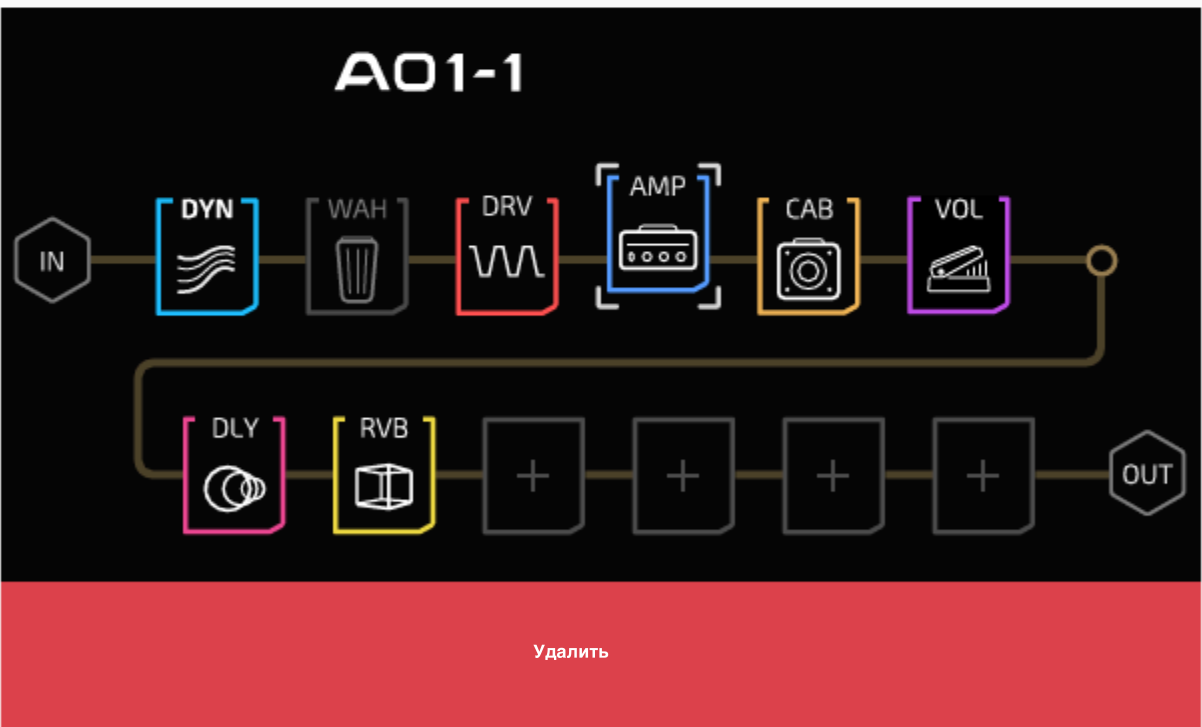 A01-1
IN
DYN
WAH
DRV
AMP
CAB
VOL
DLY
RVB
+
+
+
+
OUT
Удалить